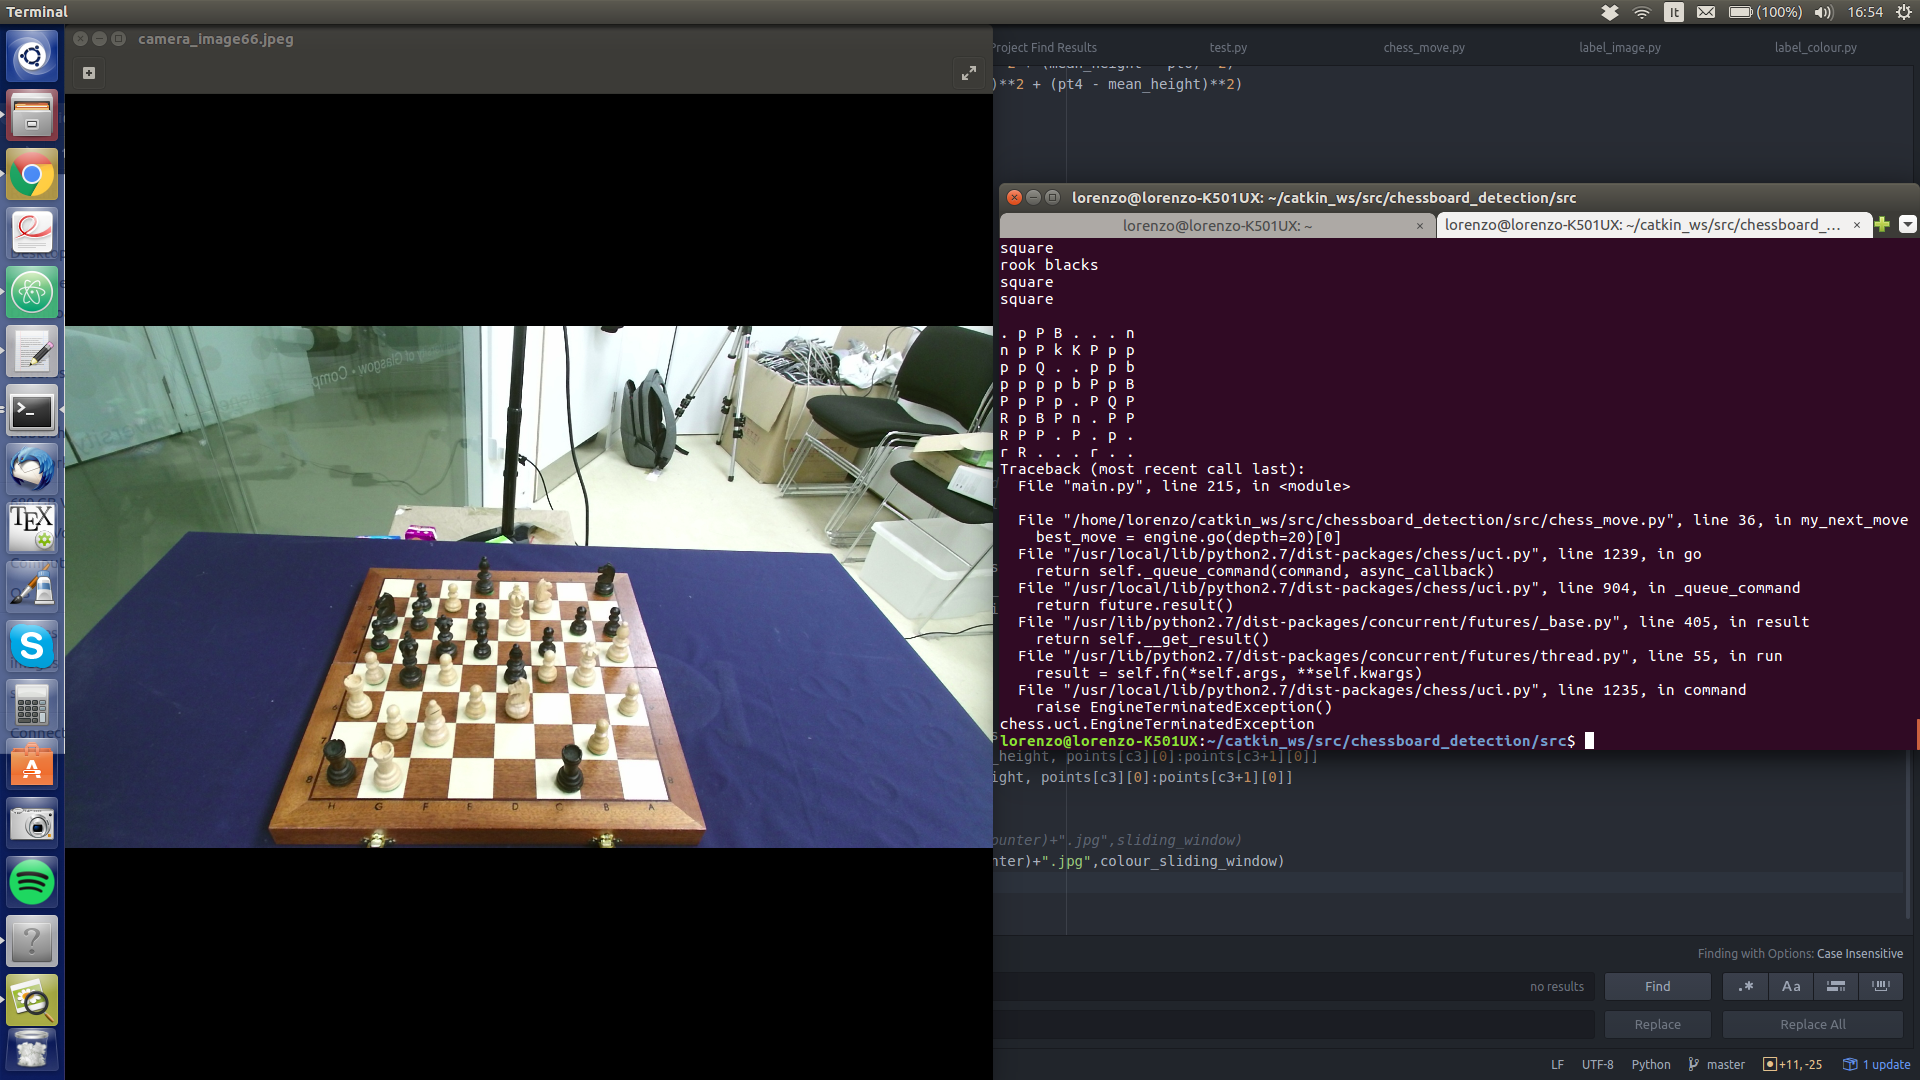 Terminal
It
(100%)
16:54
camera_image66.jpeg
Project Find Results
test.py
chess_move.py
label_image.py
label_colour.py
)**2 + (pt4 - mean_height)**2)
lorenzo@lorenzo-K501UX: ~/catkin_ws/src/chessboard_detection/src
lorenzo@lorenzo-K501UX: ~
lorenzo@lorenzo-K501UX: ~/catkin_ws/src/chessboard_...
square
rook blacks
square
square
. p P B . . . n
n p P k K P p p
p p Q . . p p b
p p p p b P p B
P p P p . P Q P
R p B P n . P P
R P P . P . p .
r R . . . r . .
Traceback (most recent call last):
File "main.py", line 215, in <module>
File "/home/lorenzo/catkin_ws/src/chessboard_detection/src/chess_move.py", line 36, in my_next_move
best_move = engine.go(depth=20)[0]
File "/usr/local/lib/python2.7/dist-packages/chess/uci.py", line 1239, in go
return self._queue_command(command, async_callback)
File "/usr/local/lib/python2.7/dist-packages/chess/uci.py", line 904, in _queue_command
return future.result()
File "/usr/lib/python2.7/dist-packages/concurrent/futures/_base.py", line 405, in result
return self.__get_result()
File "/usr/lib/python2.7/dist-packages/concurrent/futures/thread.py", line 55, in run
result = self.fn(*self.args, **self.kwargs)
File "/usr/local/lib/python2.7/dist-packages/chess/uci.py", line 1235, in command
raise EngineTerminatedException()
chess.uci.EngineTerminatedException
lorenzo@lorenzo-K501UX:~/catkin_ws/src/chessboard_detection/src$
_height, points[c3][0]:points[c3+1][0]]
ight, points[c3][0]:points[c3+1][0]]
ounter)+".jpg",sliding_window)
nter)+".jpg",colour_sliding_window)
Finding with Options: Case Insensitive
no results
Find
.*
Aa
Replace
Replace All
LF
UTF-8
Python
master
+11, -25
1 update
TEX
H G F E D C B A